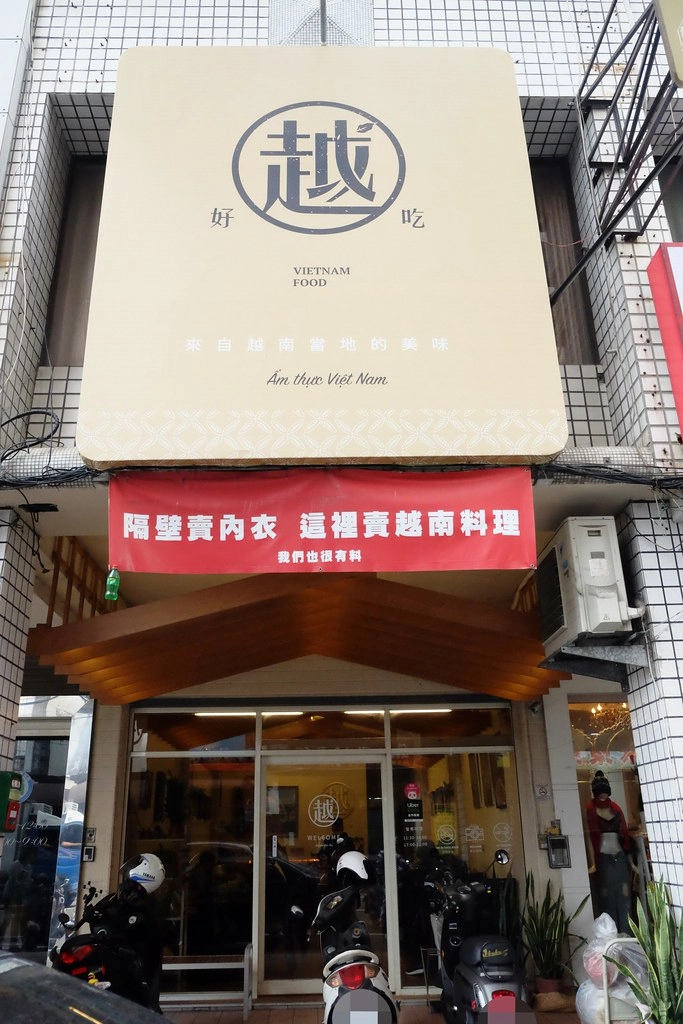 越
好 吃
VIETNAM
FOOD
來自越南當地的美味
Ẩm thực Việt Nam
隔壁賣內衣 這裡賣越南料理
我們也很有料
越
WELCOME
Uber